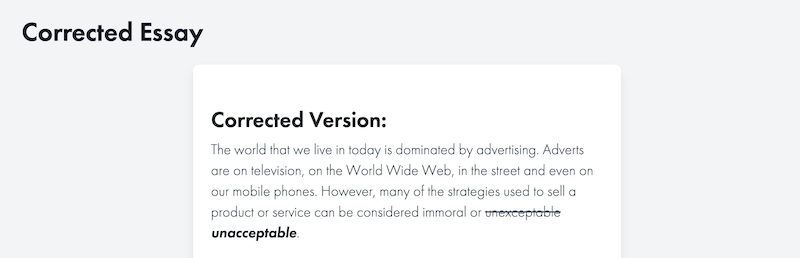 Corrected Essay
Corrected Version:
The world that we live in today is dominated by advertising. Adverts
are on television, on the World Wide Web, in the street and even on
our mobile phones. However, many of the strategies used to sell a
product or service can be considered immoral or unexceptable
unacceptable.